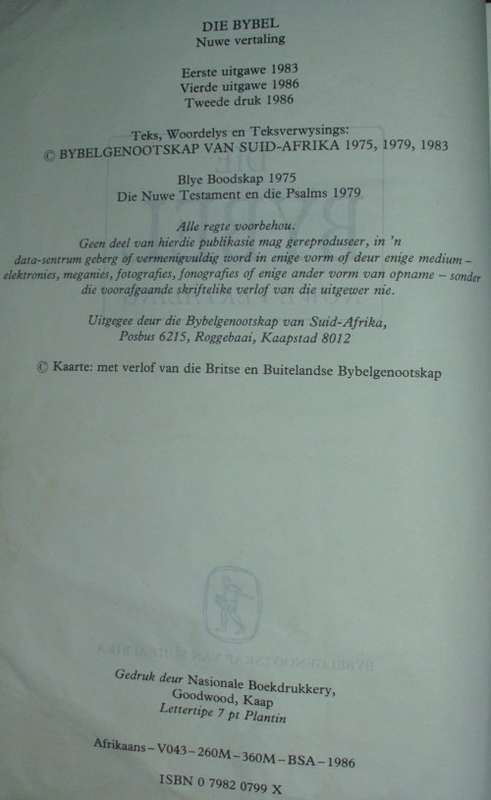 DIE BYBEL
Nuwe vertaling
Eerste uitgawe 1983
Vierde uitgawe 1986
Tweede druk 1986
Teks, Woordelys en Teksverwysings:
© BYBELGENOOTSKAP VAN SUID-AFRIKA 1975, 1979, 1983
Blye Boodskap 1975
Die Nuwe Testament en die Psalms 1979
Alle regte voorbehou.
Geen deel van hierdie publikasie mag gereproduseer, in 'n
data-sentrum geberg of vermenigvuldig word in enige vorm of deur enige medium –
elektronies, meganies, fotografies, fonografies of enige ander vorm van opname – sonder
die voorafgaande skriftelike verlof van die uitgewer nie.
Uitgegee deur die Bybelgenootskap van Suid-Afrika,
Posbus 6215, Roggebaai, Kaapstad 8012
© Kaarte: met verlof van die Britse en Buitelandse Bybelgenootskap
BYBELGENOOTSKAP VAN SUID-AFRIKA
Gedruk deur Nasionale Boekdrukkery,
Goodwood, Kaap
Lettertipe 7 pt Plantin
Afrikaans – V043 – 260M – 360M – BSA – 1986
ISBN 0 7982 0799 X